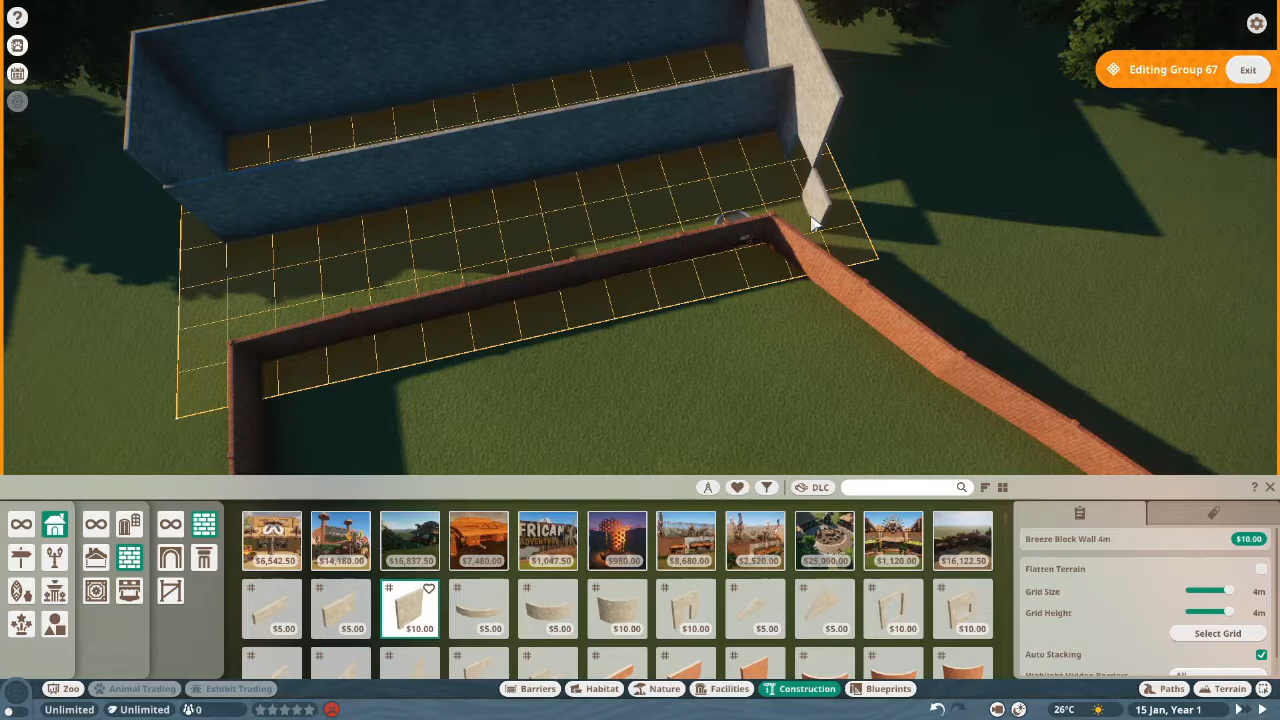 ?
Editing Group 67
Exit
DLC
? ×
$6,542.50 $14,180.00 $16,837.50 $7,480.00 $1,047.50 $930.00 $8,680.00 $2,520.00 $25,090.00 $1,120.00 $16,122.50
AFRICAN
$5.00 $5.00 $10.00 $5.00 $5.00 $10.00 $10.00 $5.00 $5.00 $10.00 $10.00
Breeze Block Wall 4m $10.00
Flatten Terrain
Grid Size 4m
Grid Height 4m
Select Grid
Auto Stacking
Zoo Animal Trading Exhibit Trading Barriers Habitat Nature Facilities Construction Blueprints Paths Terrain
Unlimited Unlimited 0 26°C 15 Jan, Year 1